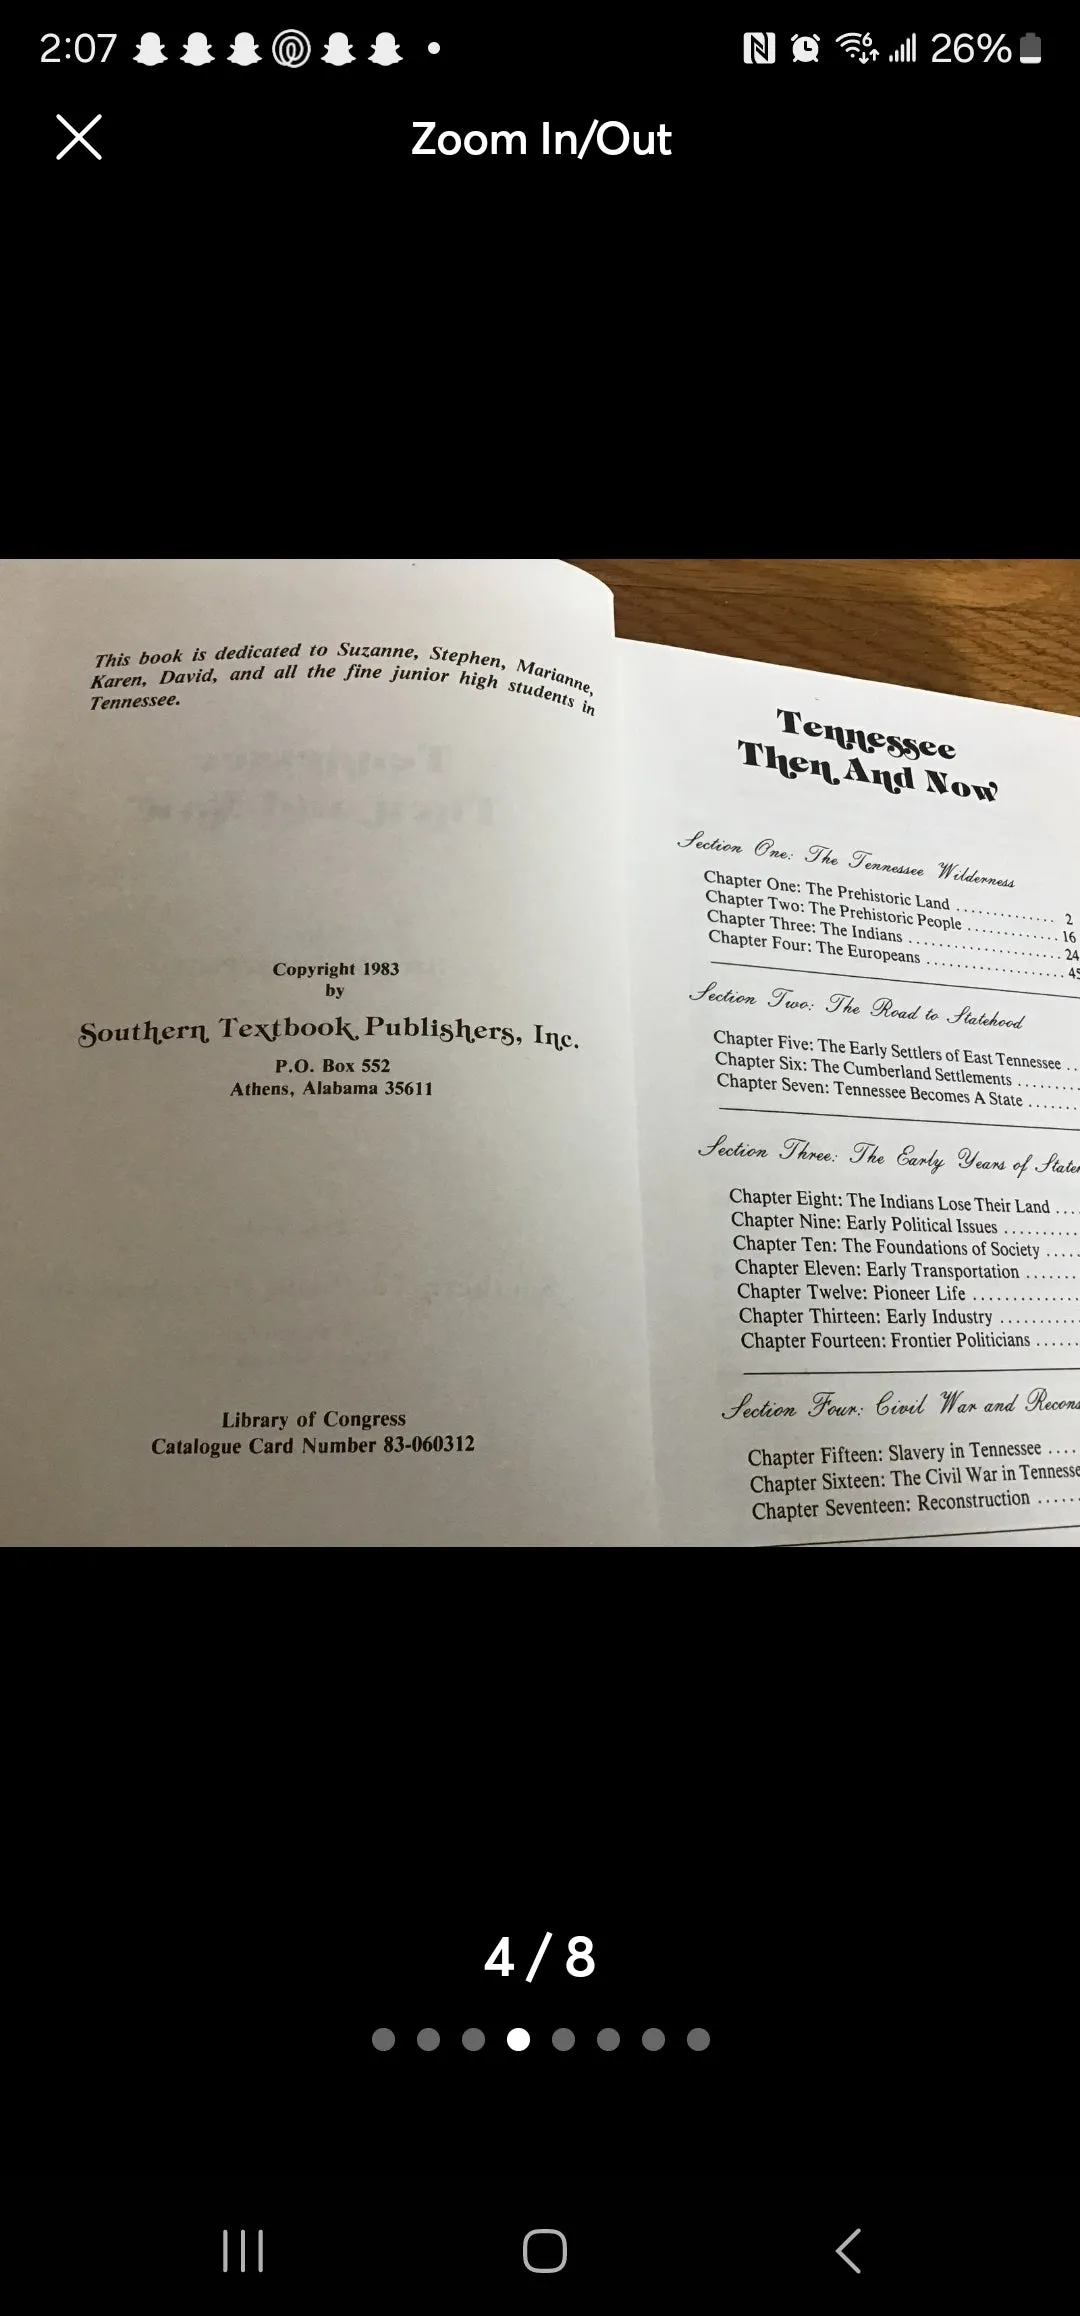 2:07
26%
Zoom In/Out
This book is dedicated to Suzanne, Stephen, Marianne,
Karen, David, and all the fine junior high students in
Tennessee.
Copyright 1983
by
Southern Textbook Publishers, Inc.
P.O. Box 552
Athens, Alabama 35611
Library of Congress
Catalogue Card Number 83-060312
Tennessee
Then And Now
Section One: The Tennessee Wilderness
Chapter One: The Prehistoric Land .............. 2
Chapter Two: The Prehistoric People ............. 16
Chapter Three: The Indians ..................... 24
Chapter Four: The Europeans ................... 45
Section Two: The Road to Statehood
Chapter Five: The Early Settlers of East Tennessee ..
Chapter Six: The Cumberland Settlements ........
Chapter Seven: Tennessee Becomes A State .......
Section Three: The Early Years of
Chapter Eight: The Indians Lose Their Land ....
Chapter Nine: Early Political Issues ..........
Chapter Ten: The Foundations of Society .....
Chapter Eleven: Early Transportation .......
Chapter Twelve: Pioneer Life .............
Chapter Thirteen: Early Industry ..........
Chapter Fourteen: Frontier Politicians ......
Section Four: Civil War and Recons
Chapter Fifteen: Slavery in Tennessee ....
Chapter Sixteen: The Civil War in Tennesse
Chapter Seventeen: Reconstruction ......
4/8